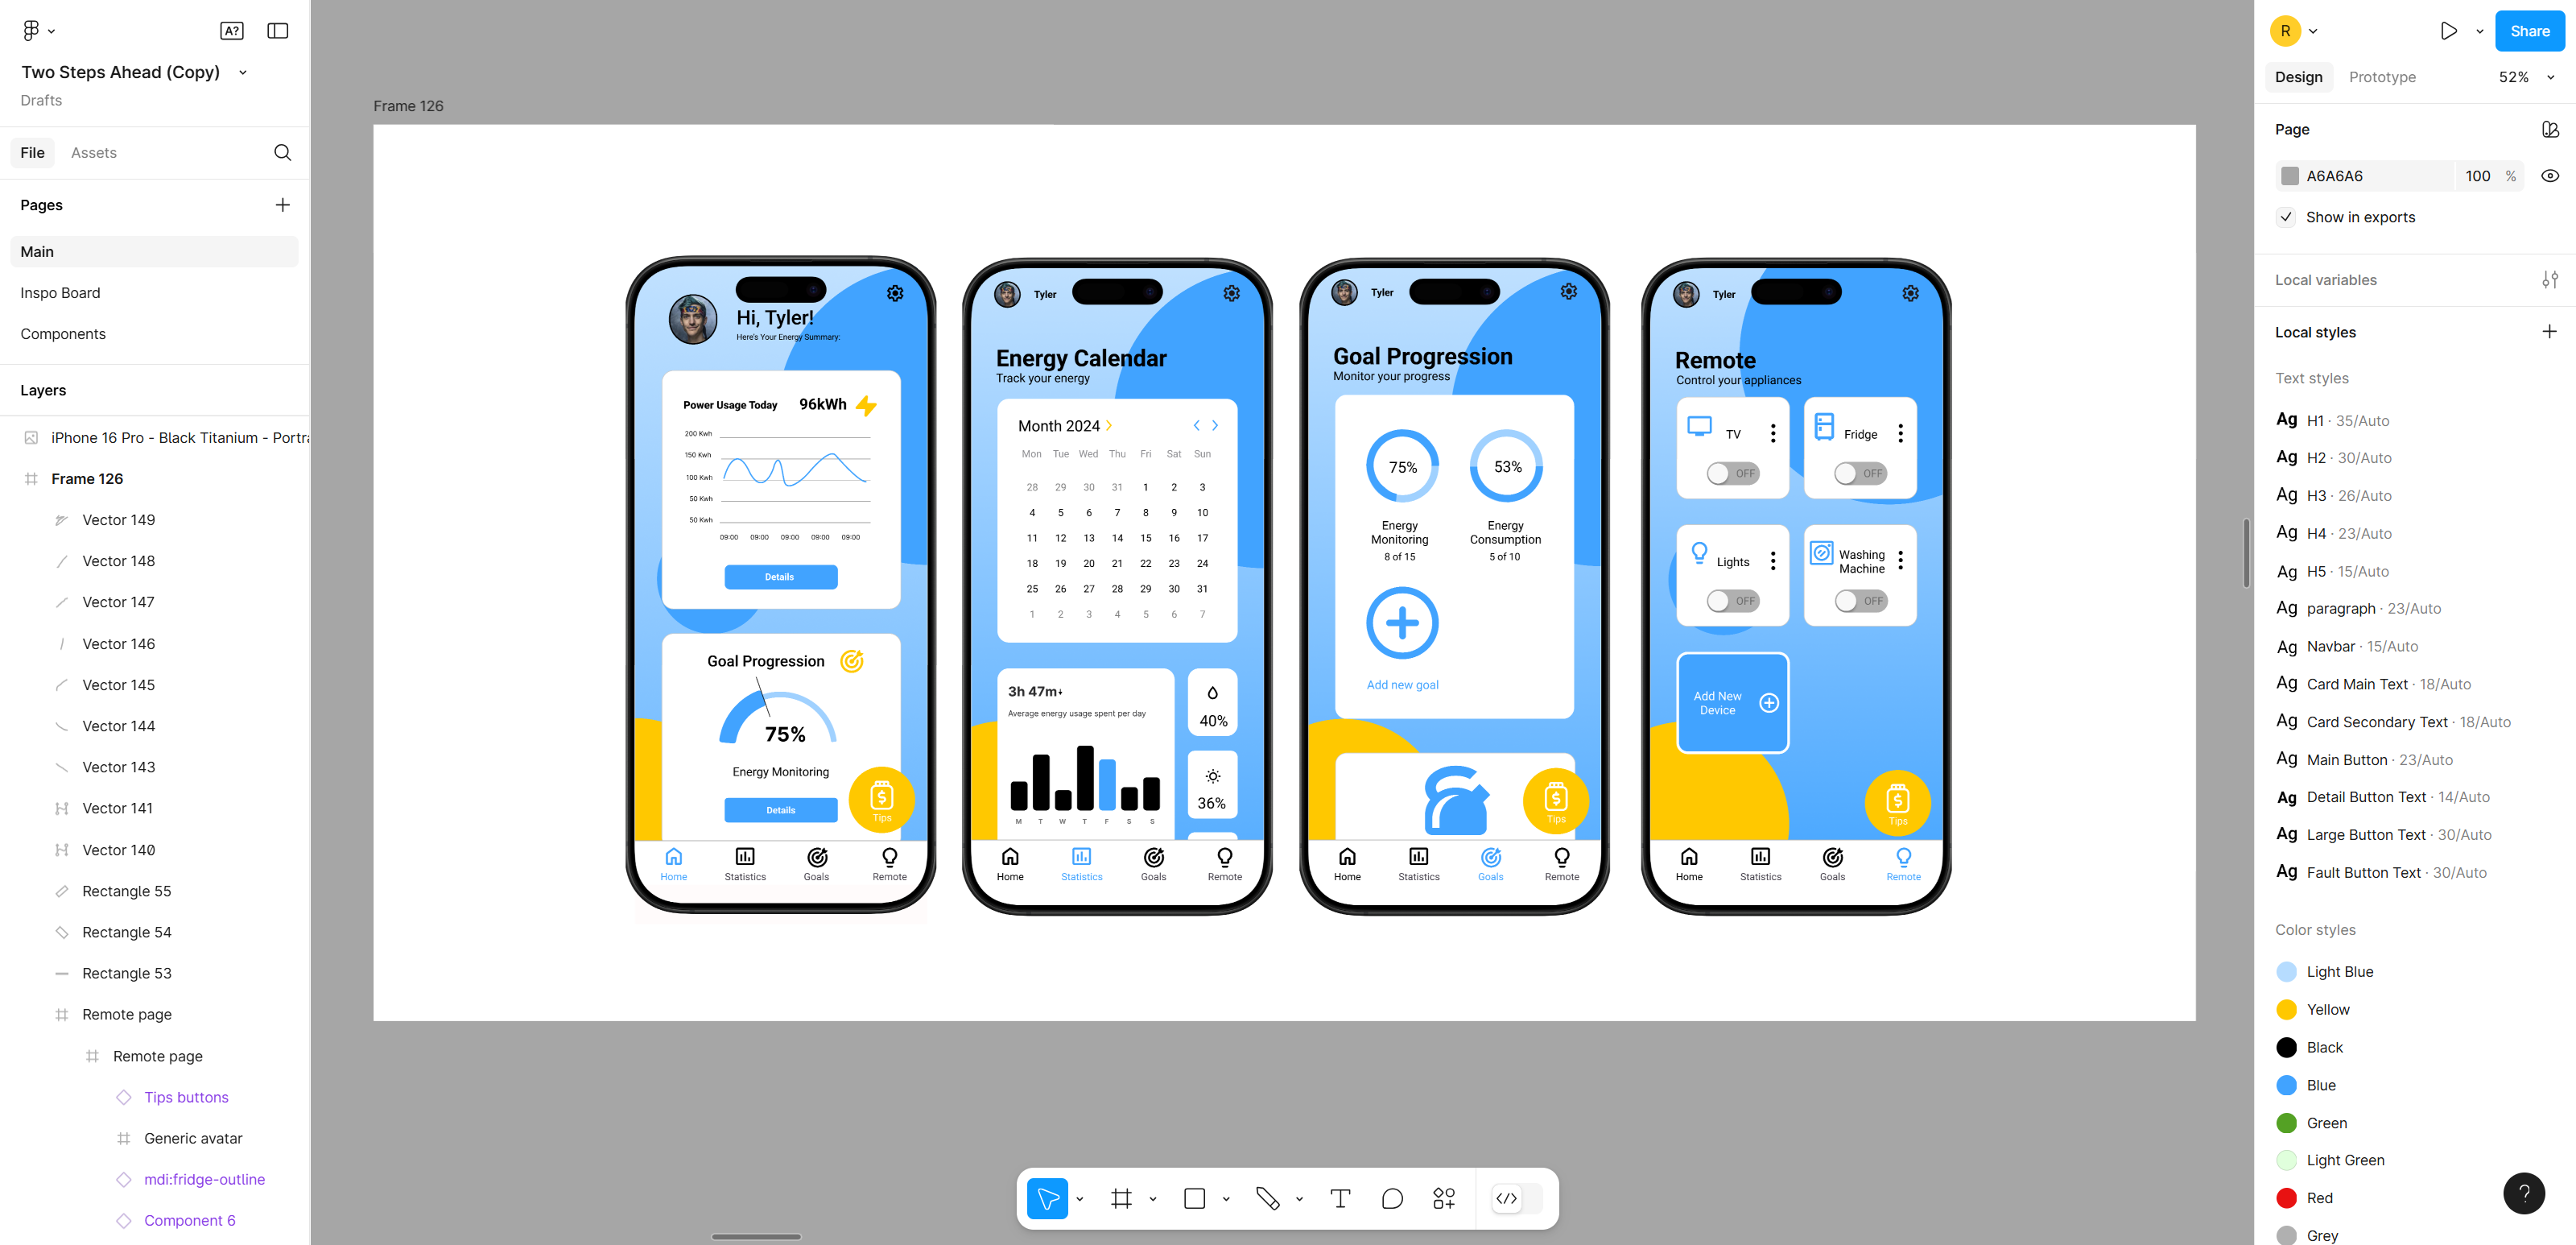 A?
Two Steps Ahead (Copy)
Drafts
File
Assets
Pages
Main
Inspo Board
Components
Layers
iPhone 16 Pro - Black Titanium - Portra
Frame 126
Vector 149
Vector 148
Vector 147
Vector 146
Vector 145
Vector 144
Vector 143
Vector 141
Vector 140
Rectangle 55
Rectangle 54
Rectangle 53
Remote page
Remote page
Tips buttons
Generic avatar
mdi:fridge-outline
Component 6
Frame 126
Hi, Tyler!
Here's Your Energy Summary:
Power Usage Today
96kWh
200 Kwh
150 Kwh
100 Kwh
50 Kwh
50 Kwh
09:00 09:00 09:00 09:00 09:00
Details
Goal Progression
75%
Energy Monitoring
Details
Tips
Home
Statistics
Goals
Remote
Tyler
Energy Calendar
Track your energy
Month 2024
Mon Tue Wed Thu Fri Sat Sun
28 29 30 31 1 2 3
4 5 6 7 8 9 10
11 12 13 14 15 16 17
18 19 20 21 22 23 24
25 26 27 28 29 30 31
1 2 3 4 5 6 7
3h 47m
Average energy usage spent per day
M T W T F S S
40%
36%
Home
Statistics
Goals
Remote
Tyler
Goal Progression
Monitor your progress
75%
Energy
Monitoring
8 of 15
53%
Energy
Consumption
5 of 10
Add new goal
Tips
Home
Statistics
Goals
Remote
Tyler
Remote
Control your appliances
TV
OFF
Fridge
OFF
Lights
OFF
Washing
Machine
OFF
Add New
Device
Tips
Home
Statistics
Goals
Remote
R
Share
Design
Prototype
52%
Page
A6A6A6
100 %
Show in exports
Local variables
Local styles
Text styles
Ag H1 · 35/Auto
Ag H2 · 30/Auto
Ag H3 · 26/Auto
Ag H4 · 23/Auto
Ag H5 · 15/Auto
Ag paragraph · 23/Auto
Ag Navbar · 15/Auto
Ag Card Main Text · 18/Auto
Ag Card Secondary Text · 18/Auto
Ag Main Button · 23/Auto
Ag Detail Button Text · 14/Auto
Ag Large Button Text · 30/Auto
Ag Fault Button Text · 30/Auto
Color styles
Light Blue
Yellow
Black
Blue
Green
Light Green
Red
Grey
?